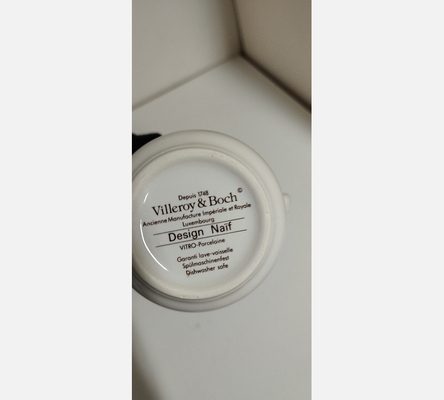 Depuis 1748
Villeroy & Boch ©
Ancienne Manufacture Impériale et Royale
Luxembourg
Design Naïf
VITRO-Porcelaine
Garanti lave-vaisselle
Spülmaschinenfest
Dishwasher safe